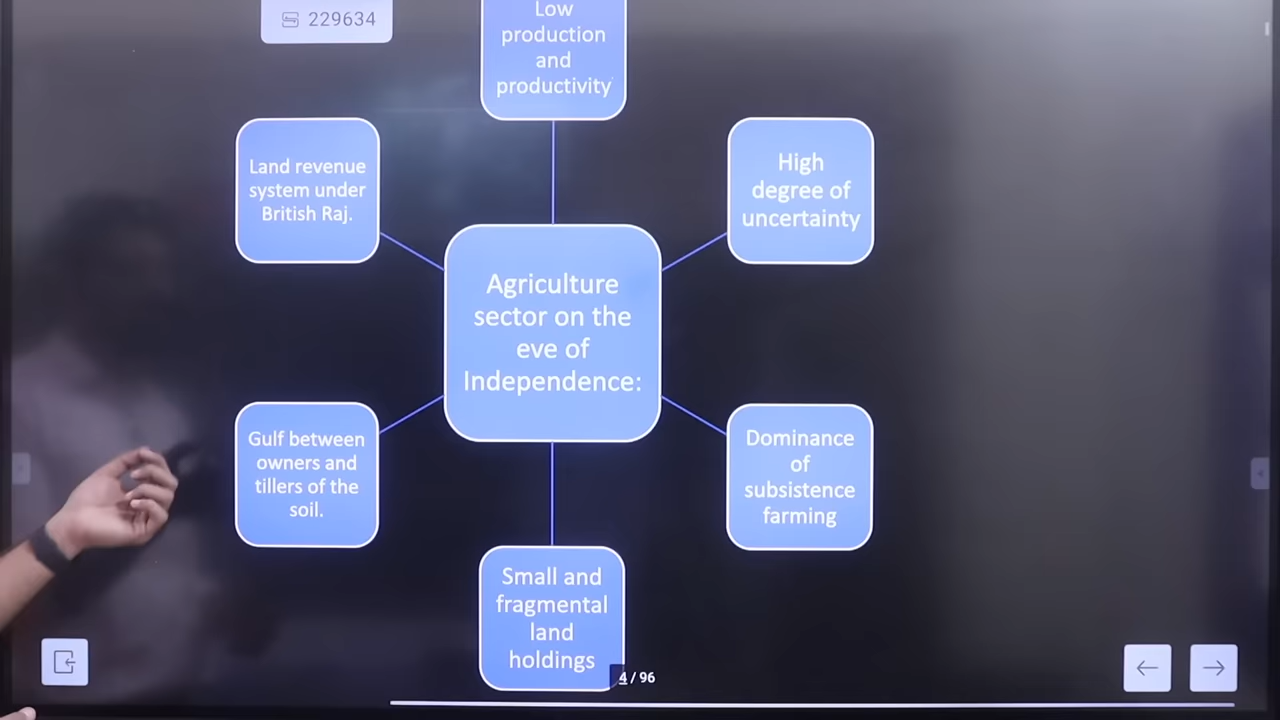 229634
Low
production
and
productivity
Land revenue
system under
British Raj.
High
degree of
uncertainty
Agriculture
sector on the
eve of
Independence:
Gulf between
owners and
tillers of the
soil.
Dominance
of
subsistence
farming
Small and
fragmental
land
holdings
4 / 96